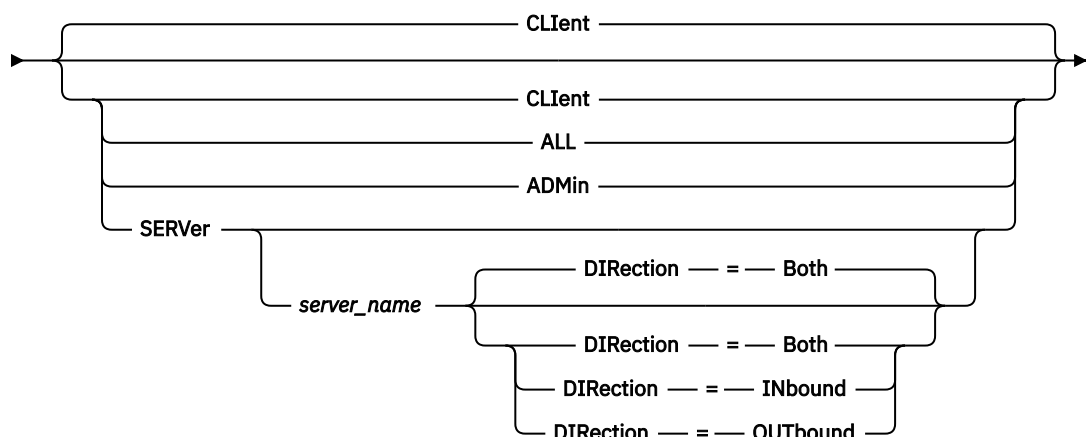 CLIent
CLIent
ALL
ADMin
SERVer
DIRection = Both
server_name
DIRection = Both
DIRection = INbound
DIRection = OUTbound